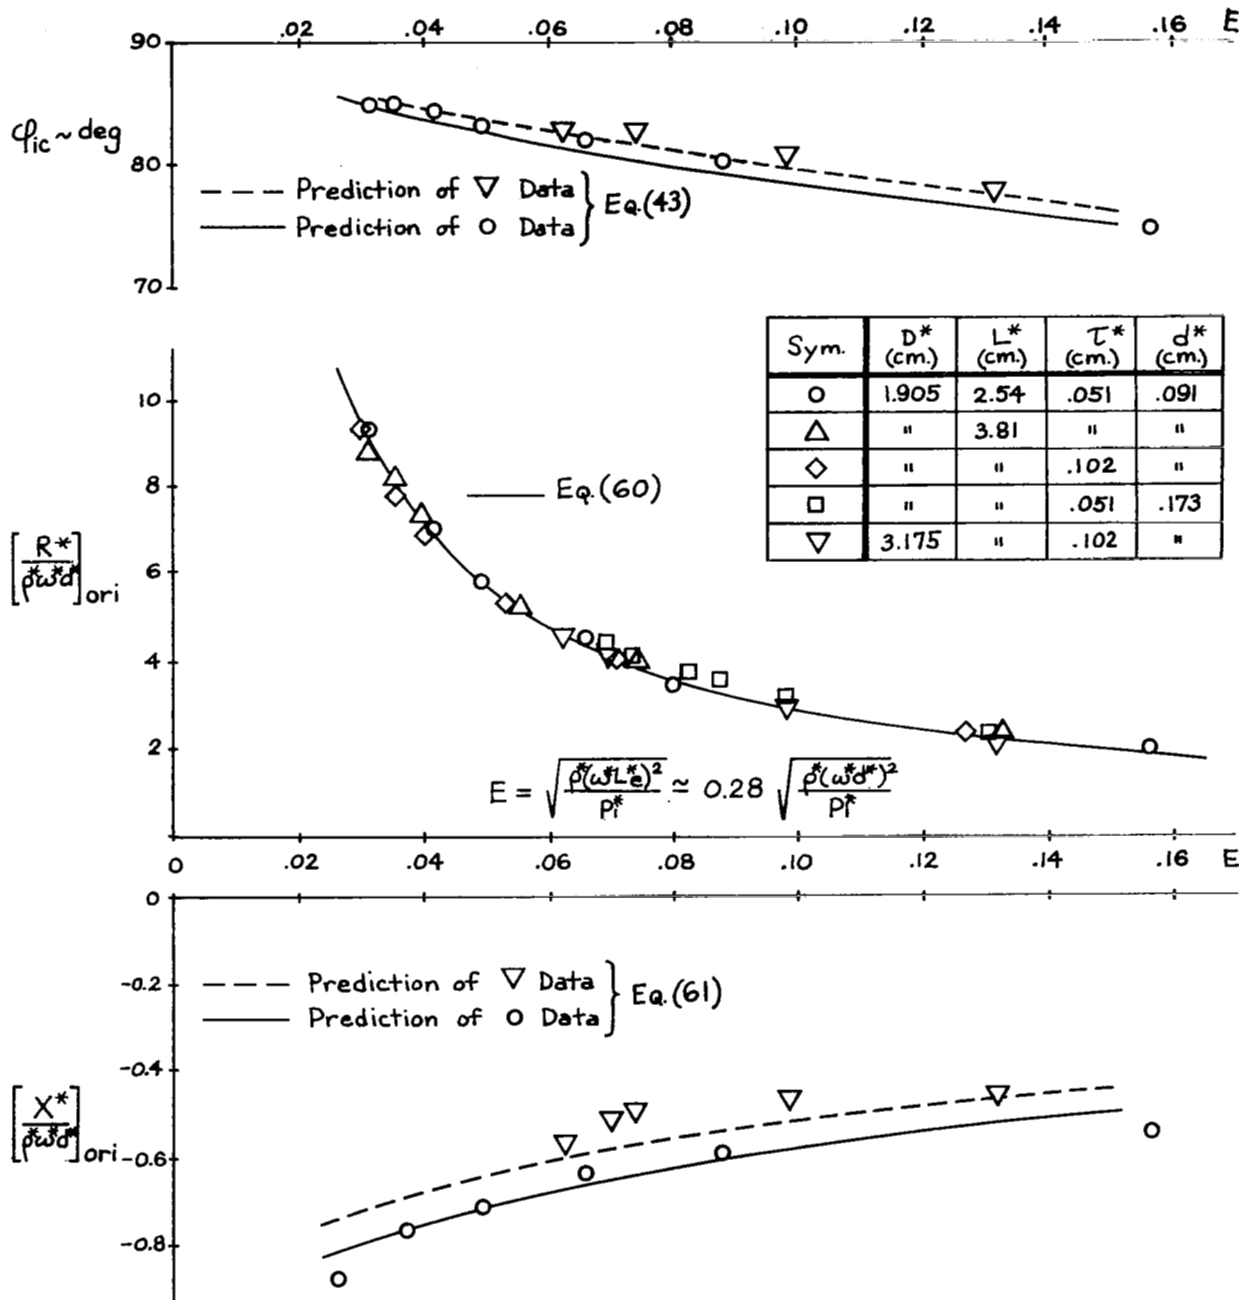 .02 .04 .06 .08 .10 .12 .14 .16 E
90
φic ~ deg
80
70
--- Prediction of ▽ Data
— Prediction of O Data
} Eq.(43)
Sym. D* (cm.) L* (cm.) τ* (cm.) d* (cm.)
O 1.905 2.54 .051 .091
△ " 3.81 " "
◇ " " .102 "
□ " " .051 .173
▽ 3.175 " .102 "
10
8
6
4
2
[R*/ρ*ω*d*]ori
— Eq.(60)
E = √(ρ*(ω*L*e)²/Pi*) ≃ 0.28 √(ρ*(ω*d*)²/Pi*)
0 .02 .04 .06 .08 .10 .12 .14 .16 E
0
-0.2
-0.4
-0.6
-0.8
--- Prediction of ▽ Data
— Prediction of O Data
} Eq.(61)
[X*/ρ*ω*d*]ori